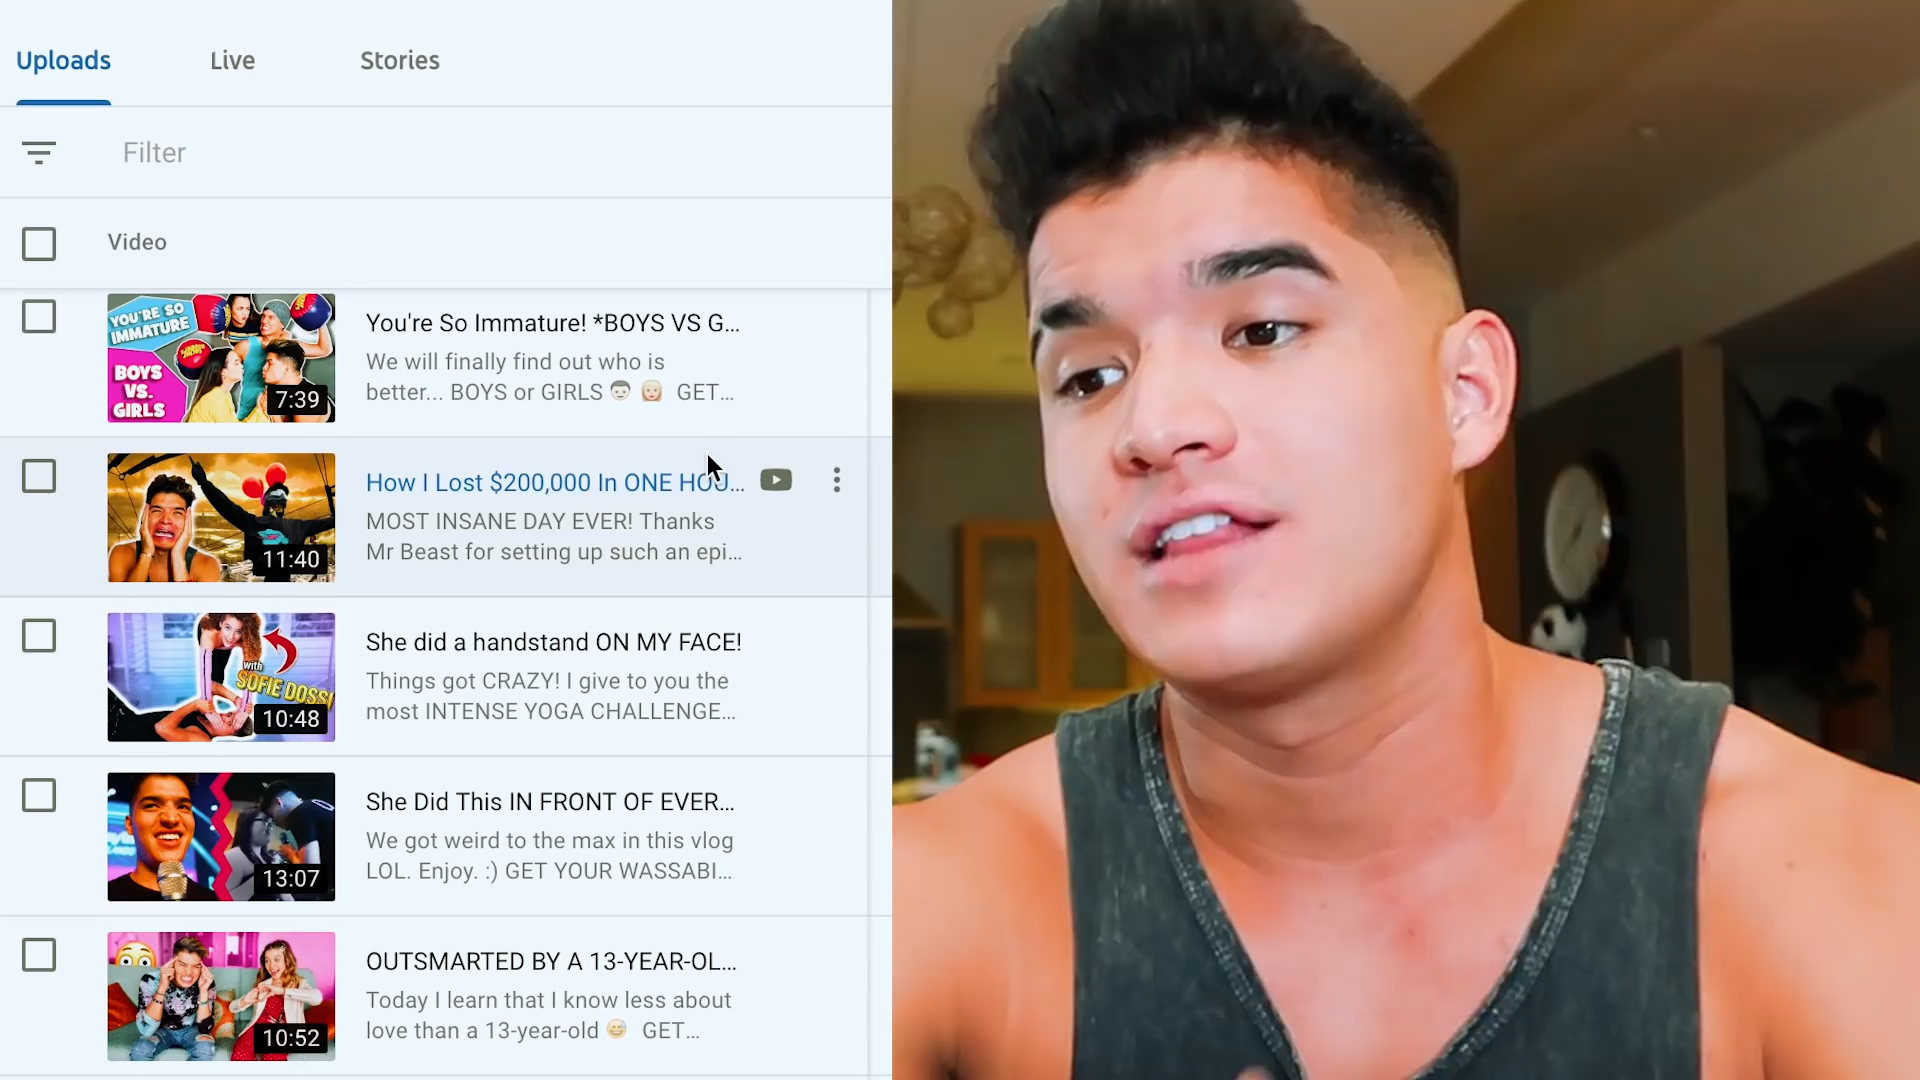 Uploads
Live
Stories
Filter
Video
YOU'RE SO
IMMATURE
BOYS
VS.
GIRLS
7:39
You're So Immature! *BOYS VS G...
We will finally find out who is
better... BOYS or GIRLS 👦🏻 👩🏼 GET...
11:40
How I Lost $200,000 In ONE HOU...
MOST INSANE DAY EVER! Thanks
Mr Beast for setting up such an epi...
with
SOFIE DOSSI
10:48
She did a handstand ON MY FACE!
Things got CRAZY! I give to you the
most INTENSE YOGA CHALLENGE...
13:07
She Did This IN FRONT OF EVER...
We got weird to the max in this vlog
LOL. Enjoy. :) GET YOUR WASSABI...
10:52
OUTSMARTED BY A 13-YEAR-OL...
Today I learn that I know less about
love than a 13-year-old 😅 GET...